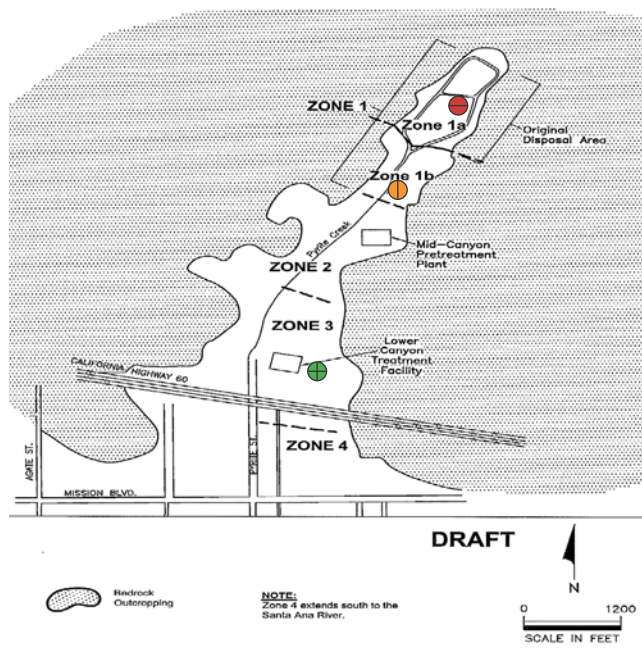 ZONE 1
Zone 1a
Original
Disposal Area
Zone 1b
Pyrite Creek
Mid-Canyon
Pretreatment
Plant
ZONE 2
ZONE 3
Lower
Canyon
Treatment
Facility
CALIFORNIA/HIGHWAY 60
ZONE 4
AGATE ST.
PYRITE ST.
MISSION BLVD.
DRAFT
N
Bedrock
Outcropping
NOTE:
Zone 4 extends south to the
Santa Ana River.
0 1200
SCALE IN FEET